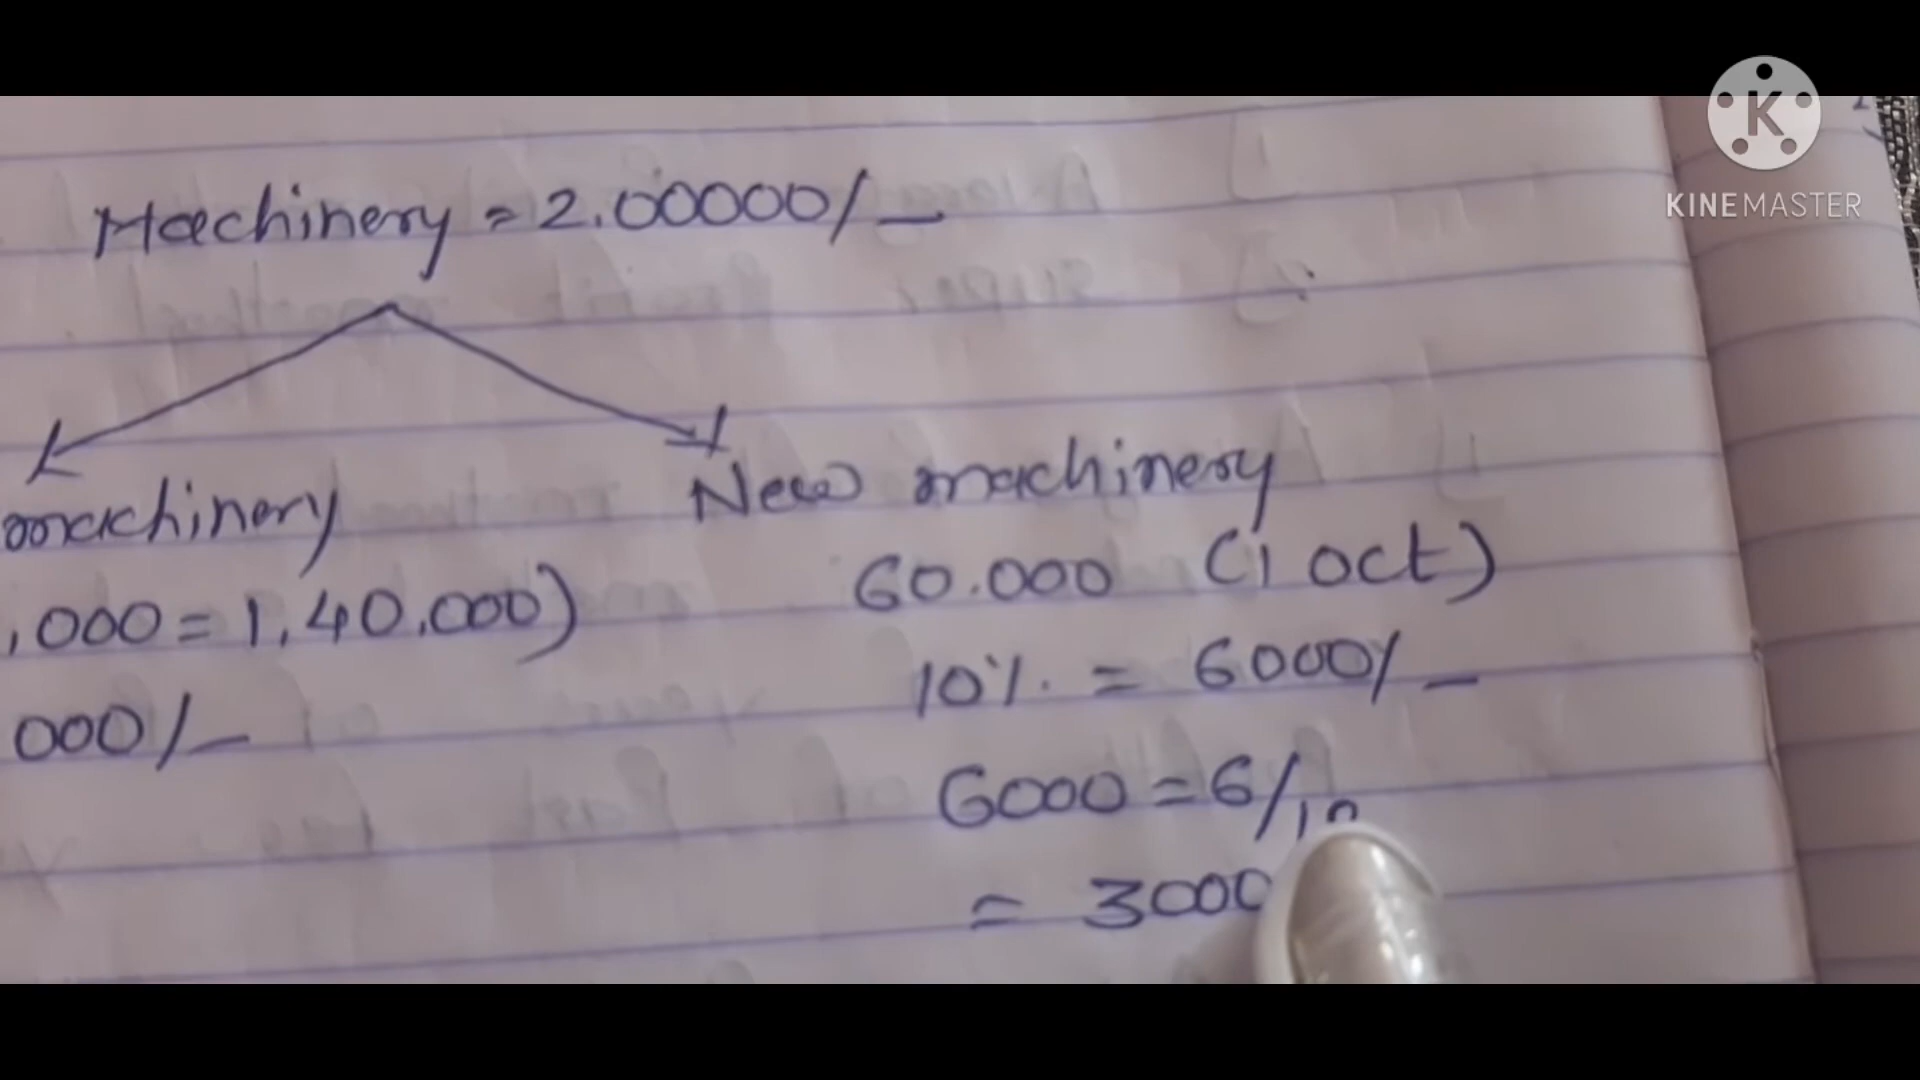 K
KINEMASTER
Machinery = 2.00000/-
machinery
New machinery
,000 = 1,40.000)
60.000 (1 oct)
000/-
10%. = 6000/-
6000 = 6/
= 3000